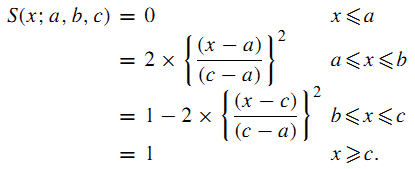 S(x; a, b, c) = 0 x ⩽ a
= 2 × { (x − a) / (c − a) }² a ⩽ x ⩽ b
= 1 − 2 × { (x − c) / (c − a) }² b ⩽ x ⩽ c
= 1 x ⩾ c.